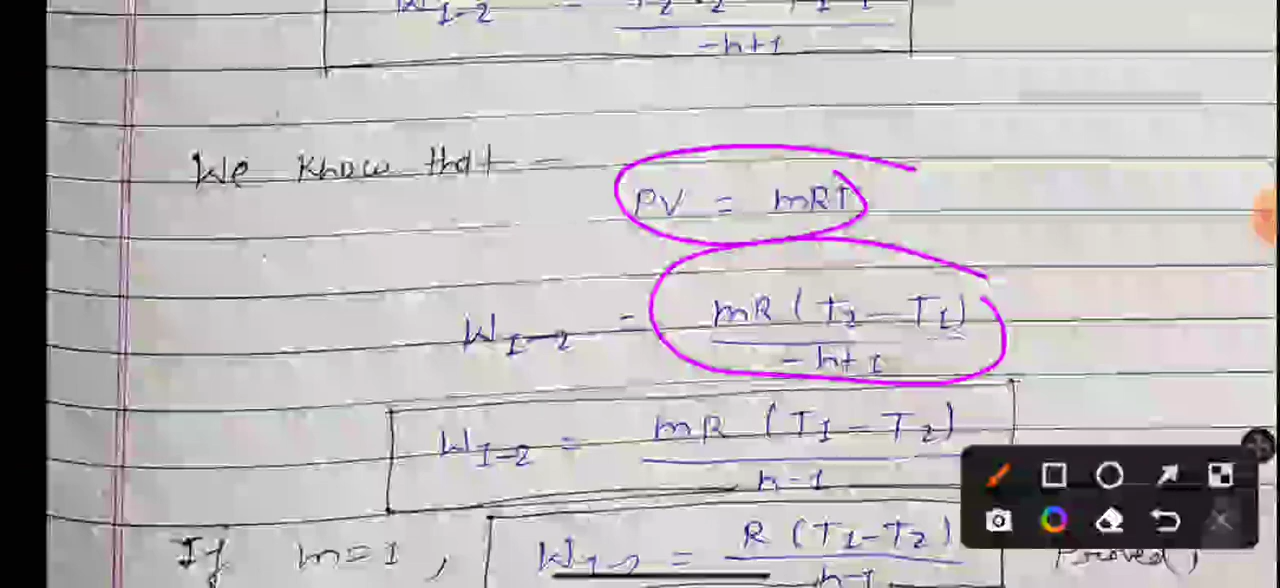 W1-2 =
-n+1
We know that -
PV = mRT
W1-2 = mR (T2 - T1)
-n+1
W1-2 = mR (T1 - T2)
n-1
If m=1, = R (T1-T2) Proved,
n-1